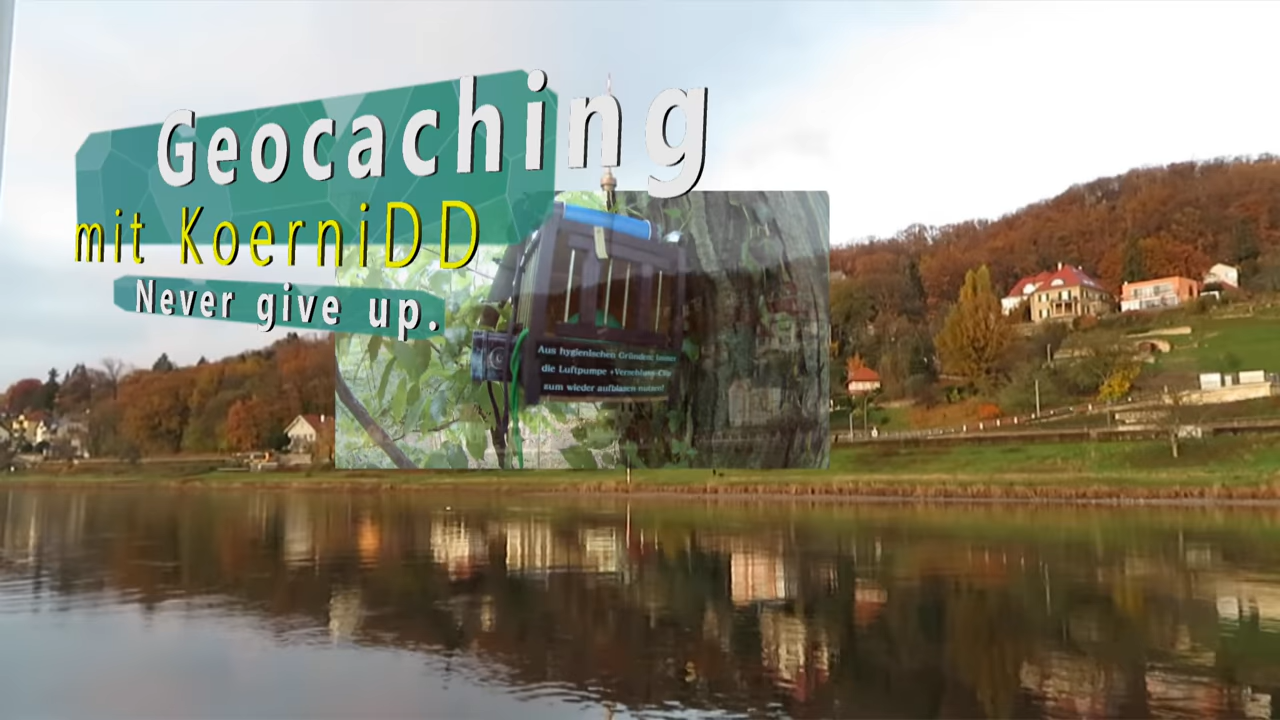 Geocaching
mit KoerniDD
Never give up.
Aus hygienischen Gründen: immer
die Luftpumpe +Verschluss-Clip
zum wieder aufblasen nutzen!